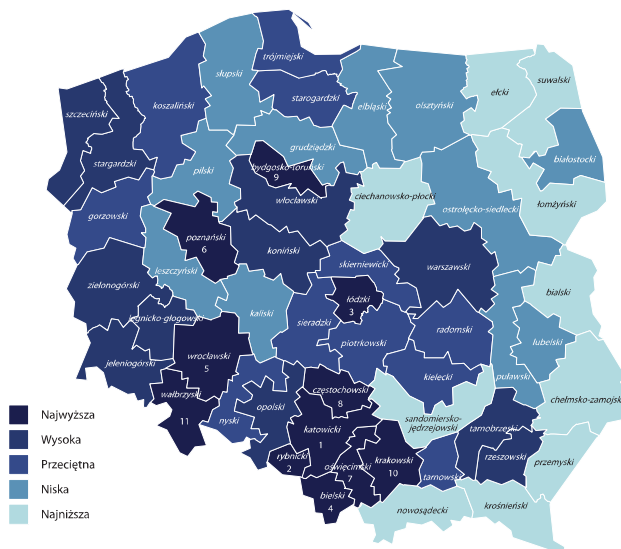 trójmiejski
słupski
suwalski
ełcki
koszaliński
starogardzki
olsztyński
elbląski
szczeciński
grudziądzki
białostocki
stargardzki
pilski
bydgosko-toruński
9
ciechanowsko-płocki
włocławski
łomżyński
ostrołęcko-siedlecki
gorzowski
poznański
6
koniński
skierniewicki
warszawski
leszczyński
zielonogórski
bialski
łódzki
3
kaliski
legnicko-głogowski
sieradzki
radomski
piotrkowski
lubelski
wrocławski
5
jeleniogórski
kielecki
puławski
częstochowski
8
wałbrzyski
11
opolski
chełmsko-zamojski
nyski
sandomiersko-
jędrzejowski
tarnobrzeski
katowicki
1
rybnicki
2
oświęcimski
7
krakowski
10
rzeszowski
przemyski
tarnowski
bielski
4
nowosądecki
krośnieński
Najwyższa
Wysoka
Przeciętna
Niska
Najniższa